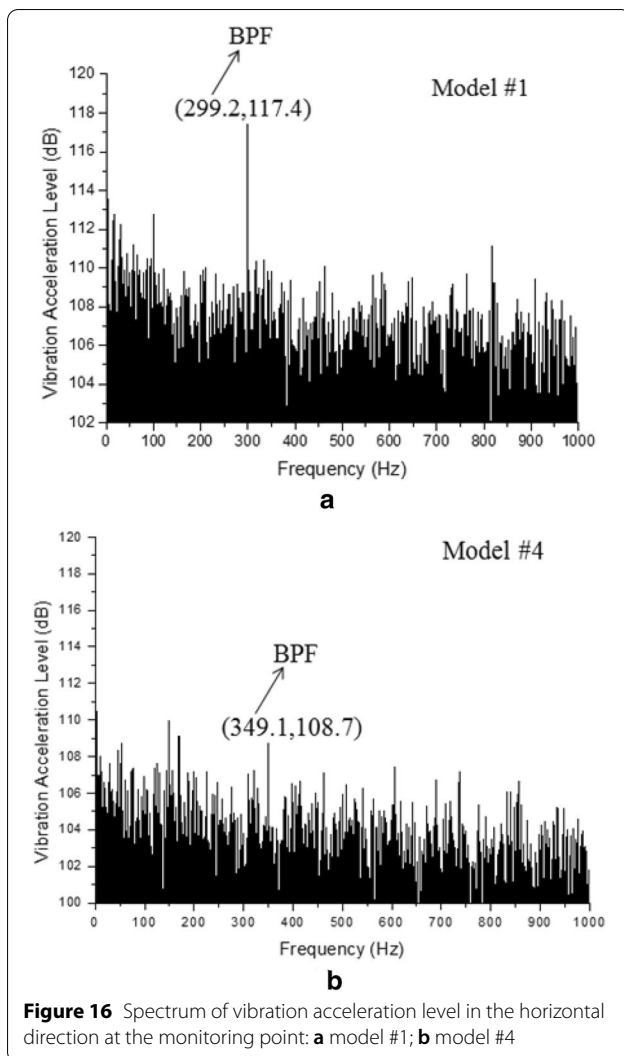 BPF
120
118
116
114
112
110
108
106
104
102
(299.2,117.4)
Model #1
Vibration Acceleration Level (dB)
0 100 200 300 400 500 600 700 800 900 1000
Frequency (Hz)
a
120
118
116
114
112
110
108
106
104
102
100
Model #4
BPF
(349.1,108.7)
Vibration Acceleration Level (dB)
0 100 200 300 400 500 600 700 800 900 1000
Frequency (Hz)
b
Figure 16 Spectrum of vibration acceleration level in the horizontal
direction at the monitoring point: a model #1; b model #4